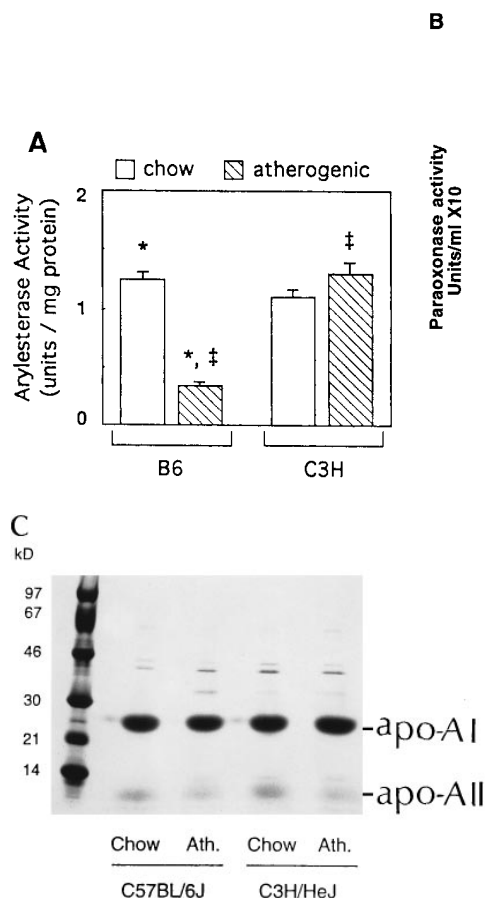 B
Paraoxonase activity
Units/ml X10
A
chow
atherogenic
Arylesterase Activity
(units / mg protein)
2
1
0
*
*, ‡
‡
B6
C3H
C
kD
97
67
46
30
21
14
apo-AI
apo-AII
Chow
Ath.
Chow
Ath.
C57BL/6J
C3H/HeJ